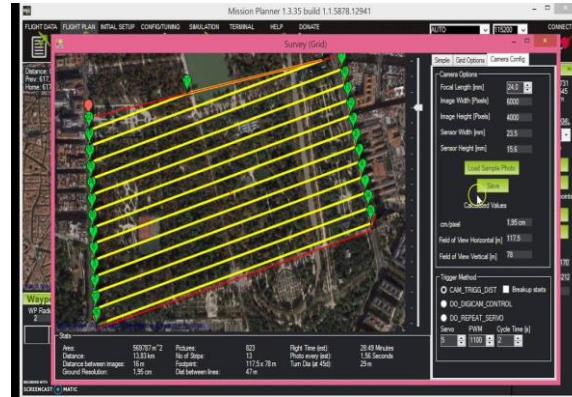 Mission Planner 1.3.35 build 1.1.5878.12941
FLIGHT DATA FLIGHT PLAN INITIAL SETUP CONFIG/TUNING SIMULATION TERMINAL HELP DONATE
AUTO 115200 CONNECT
Survey (Grid)
Simple Grid Options Camera Config
Camera Options
Focal Length [mm] 24,0
Image Width [Pixels] 6000
Image Height [Pixels] 4000
Sensor Width [mm] 23.5
Sensor Height [mm] 15.6
Load Sample Photo
Save
Calculated Values
cm/pixel 1,95 cm
Field of View Horizontal [m] 117,5
Field of View Vertical [m] 78
Trigger Method
CAM_TRIGG_DIST Breakup starts
DO_DIGICAM_CONTROL
DO_REPEAT_SERVO
Servo PWM Cycle Time [s]
5 1100 2
Stats
Area: 569787 m^2 Pictures: 823 Flight Time (est) 28:49 Minutes
Distance: 13,83 km No of Strips: 13 Photo every (est) 1,96 Seconds
Distance between images: 16 m Footprint: 117,5 x 78 m Turn Dia (at 45d) 29 m
Ground Resolution: 1,95 cm Dist between lines: 47 m
WP Radiu
2
RECORDED WITH
SCREENCAST MATIC